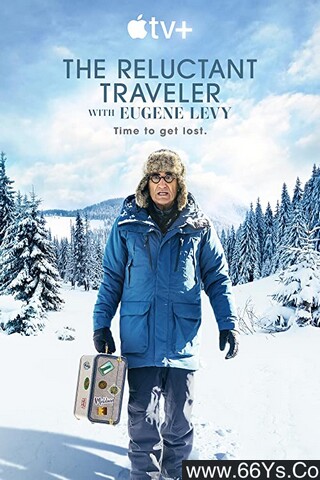 tv+
THE RELUCTANT
TRAVELER
WITH EUGENE LEVY
Time to get lost.
www.66Ys.Co